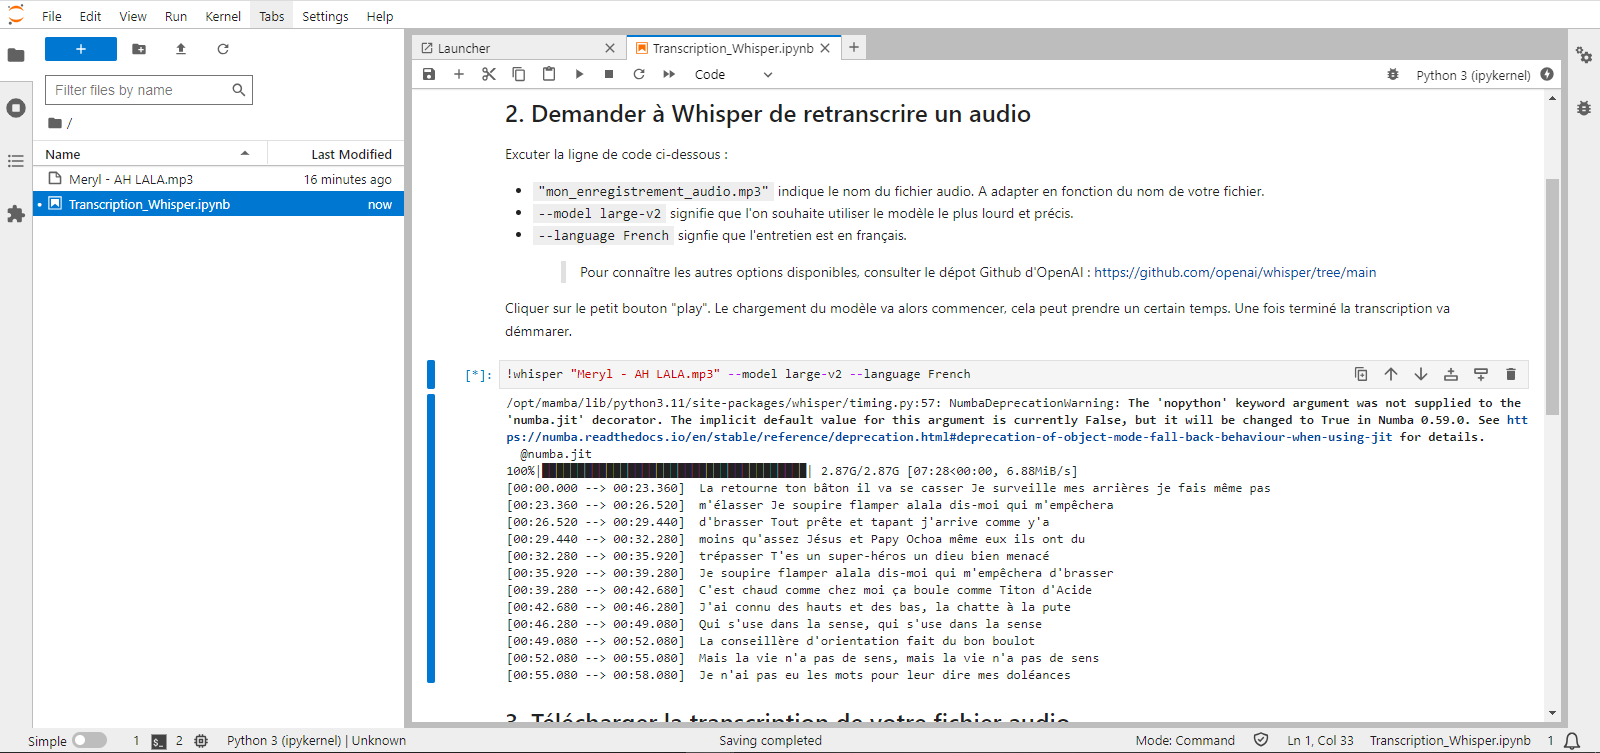 File Edit View Run Kernel Tabs Settings Help
Launcher
Transcription_Whisper.ipynb
Code
Python 3 (ipykernel)
Filter files by name
/
Name Last Modified
Meryl - AH LALA.mp3 16 minutes ago
Transcription_Whisper.ipynb now
2. Demander à Whisper de retranscrire un audio
Excuter la ligne de code ci-dessous :
"mon_enregistrement_audio.mp3" indique le nom du fichier audio. A adapter en fonction du nom de votre fichier.
--model large-v2 signifie que l'on souhaite utiliser le modèle le plus lourd et précis.
--language French signfie que l'entretien est en français.
Pour connaître les autres options disponibles, consulter le dépot Github d'OpenAI : https://github.com/openai/whisper/tree/main
Cliquer sur le petit bouton "play". Le chargement du modèle va alors commencer, cela peut prendre un certain temps. Une fois terminé la transcription va
démmarer.
[*]: !whisper "Meryl - AH LALA.mp3" --model large-v2 --language French
/opt/mamba/lib/python3.11/site-packages/whisper/timing.py:57: NumbaDeprecationWarning: The 'nopython' keyword argument was not supplied to the
'numba.jit' decorator. The implicit default value for this argument is currently False, but it will be changed to True in Numba 0.59.0. See htt
ps://numba.readthedocs.io/en/stable/reference/deprecation.html#deprecation-of-object-mode-fall-back-behaviour-when-using-jit for details.
@numba.jit
100%|██████████████████████████████████████| 2.87G/2.87G [07:28<00:00, 6.88MiB/s]
[00:00.000 --> 00:23.360] La retourne ton bâton il va se casser Je surveille mes arrières je fais même pas
[00:23.360 --> 00:26.520] m'élasser Je soupire flamper alala dis-moi qui m'empêchera
[00:26.520 --> 00:29.440] d'brasser Tout prête et tapant j'arrive comme y'a
[00:29.440 --> 00:32.280] moins qu'assez Jésus et Papy Ochoa même eux ils ont du
[00:32.280 --> 00:35.920] trépasser T'es un super-héros un dieu bien menacé
[00:35.920 --> 00:39.280] Je soupire flamper alala dis-moi qui m'empêchera d'brasser
[00:39.280 --> 00:42.680] C'est chaud comme chez moi ça boule comme Titon d'Acide
[00:42.680 --> 00:46.280] J'ai connu des hauts et des bas, la chatte à la pute
[00:46.280 --> 00:49.080] Qui s'use dans la sense, qui s'use dans la sense
[00:49.080 --> 00:52.080] La conseillère d'orientation fait du bon boulot
[00:52.080 --> 00:55.080] Mais la vie n'a pas de sens, mais la vie n'a pas de sens
[00:55.080 --> 00:58.080] Je n'ai pas eu les mots pour leur dire mes doléances
3. Télécharger la transcription de votre fichier audio
Simple 1 $_ 2 Python 3 (ipykernel) | Unknown Saving completed Mode: Command Ln 1, Col 33 Transcription_Whisper.ipynb 1